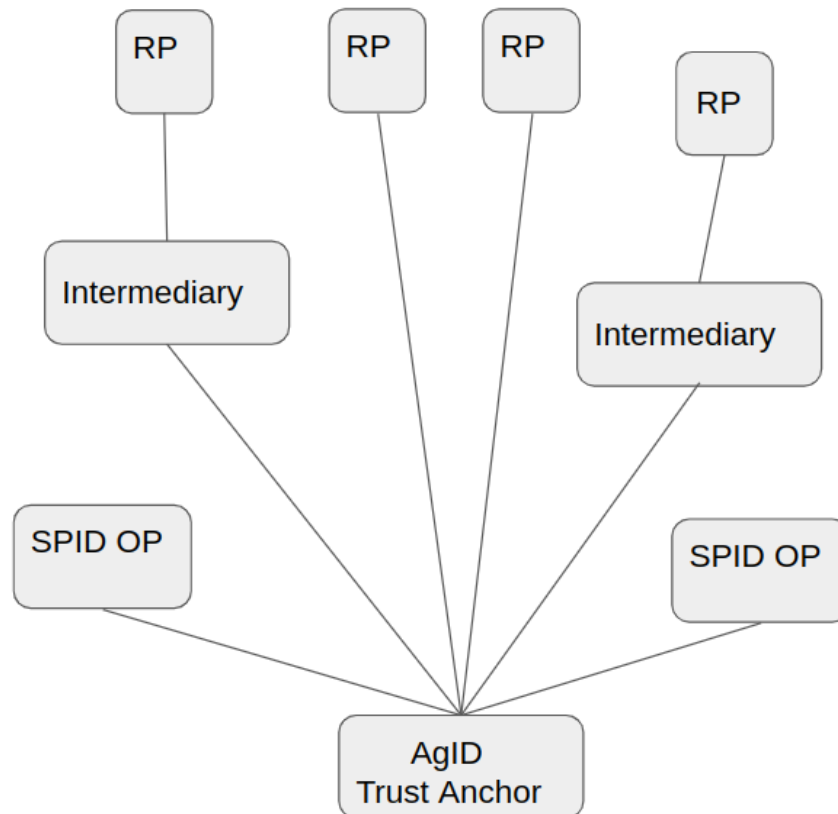 RP
RP
RP
RP
Intermediary
Intermediary
SPID OP
SPID OP
AgID
Trust Anchor